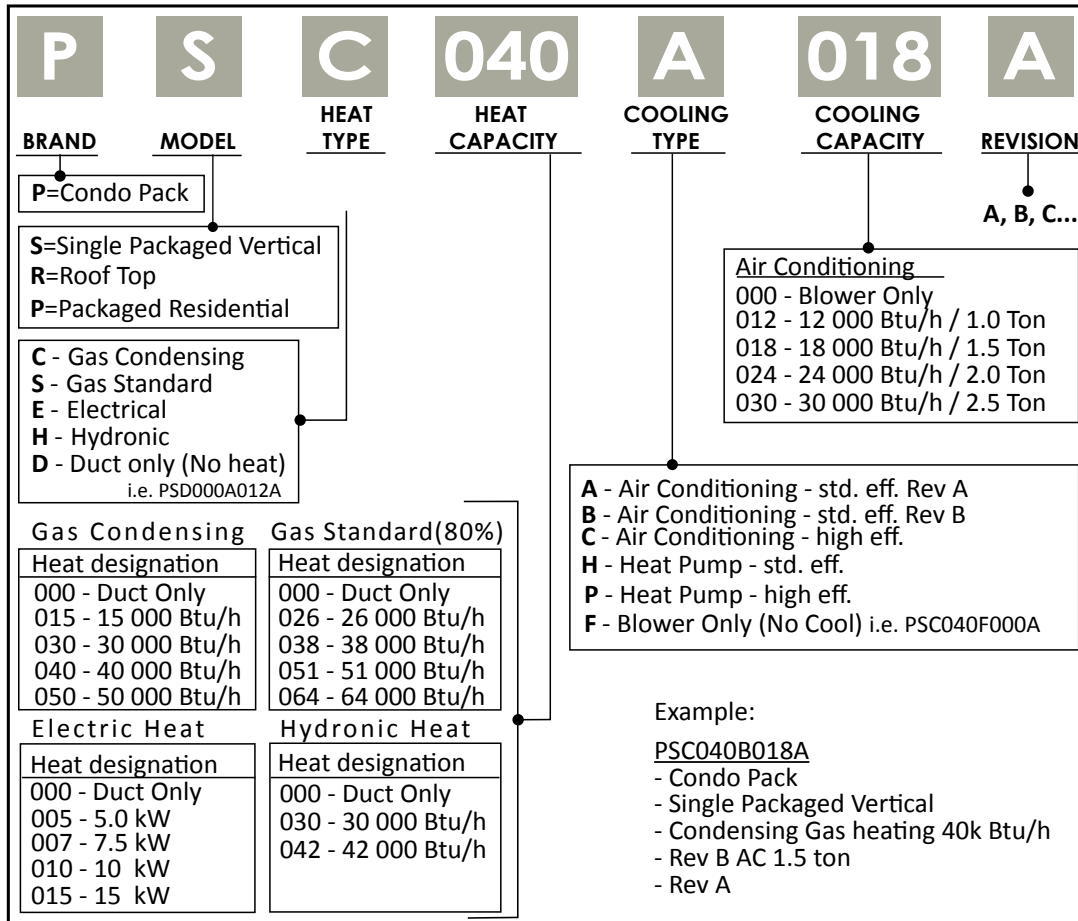 P S C 040 A 018 A
BRAND
MODEL
HEAT
TYPE
HEAT
CAPACITY
COOLING
TYPE
COOLING
CAPACITY
REVISION
P=Condo Pack
A, B, C...
S=Single Packaged Vertical
R=Roof Top
P=Packaged Residential
Air Conditioning
000 - Blower Only
012 - 12 000 Btu/h / 1.0 Ton
018 - 18 000 Btu/h / 1.5 Ton
024 - 24 000 Btu/h / 2.0 Ton
030 - 30 000 Btu/h / 2.5 Ton
C - Gas Condensing
S - Gas Standard
E - Electrical
H - Hydronic
D - Duct only (No heat)
i.e. PSD000A012A
A - Air Conditioning - std. eff. Rev A
B - Air Conditioning - std. eff. Rev B
C - Air Conditioning - high eff.
H - Heat Pump - std. eff.
P - Heat Pump - high eff.
F - Blower Only (No Cool) i.e. PSC040F000A
Gas Condensing
Heat designation
000 - Duct Only
015 - 15 000 Btu/h
030 - 30 000 Btu/h
040 - 40 000 Btu/h
050 - 50 000 Btu/h
Gas Standard(80%)
Heat designation
000 - Duct Only
026 - 26 000 Btu/h
038 - 38 000 Btu/h
051 - 51 000 Btu/h
064 - 64 000 Btu/h
Electric Heat
Heat designation
000 - Duct Only
005 - 5.0 kW
007 - 7.5 kW
010 - 10 kW
015 - 15 kW
Hydronic Heat
Heat designation
000 - Duct Only
030 - 30 000 Btu/h
042 - 42 000 Btu/h
Example:
PSC040B018A
- Condo Pack
- Single Packaged Vertical
- Condensing Gas heating 40k Btu/h
- Rev B AC 1.5 ton
- Rev A